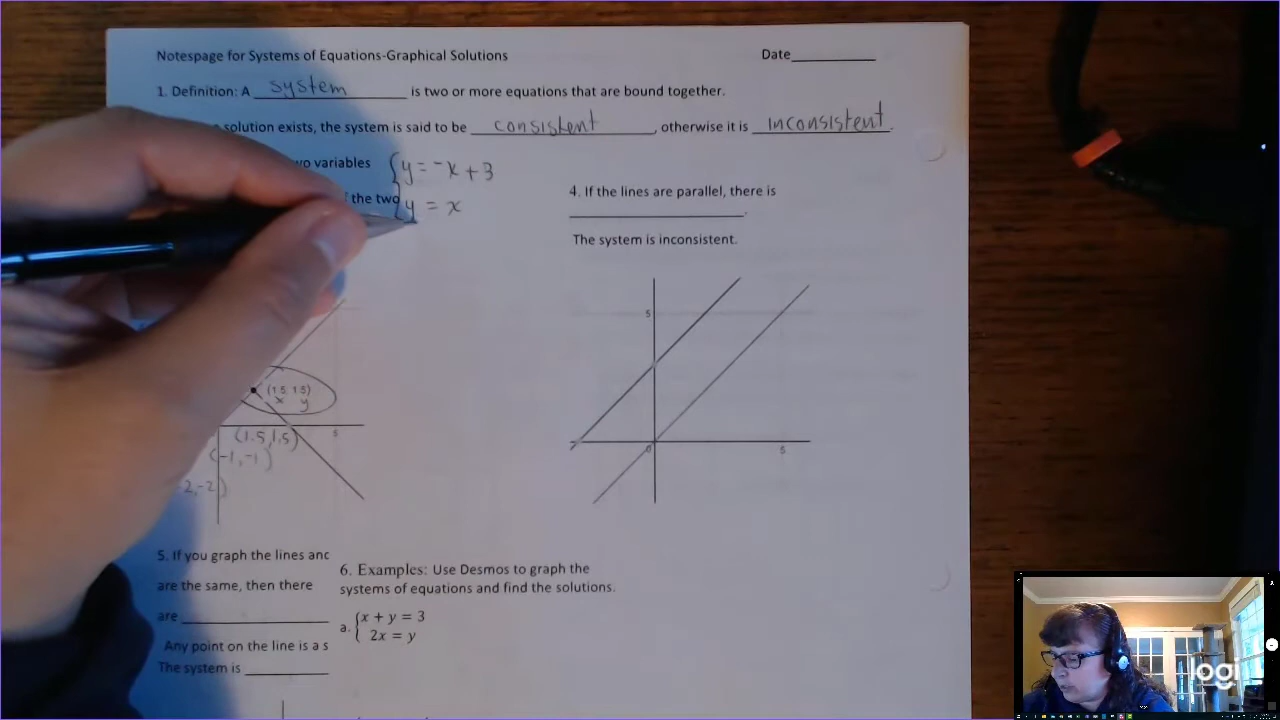 Notespage for Systems of Equations-Graphical Solutions Date
1. Definition: A system is two or more equations that are bound together.
solution exists, the system is said to be consistent, otherwise it is inconsistent.
variables
y = -x + 3
the two
y = x
4. If the lines are parallel, there is
The system is inconsistent.
5
0
5
(1.5, 1.5)
x y
5
(1.5, 1.5)
(-1, -1)
2, -2)
5. If you graph the lines and
are the same, then there
are
Any point on the line is a s
The system is
6. Examples: Use Desmos to graph the
systems of equations and find the solutions.
a. { x + y = 3
2x = y
logi